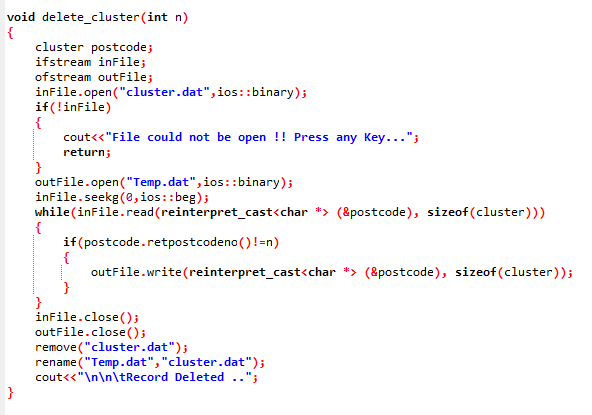 void delete_cluster(int n)
{
    cluster postcode;
    ifstream inFile;
    ofstream outFile;
    inFile.open("cluster.dat",ios::binary);
    if(!inFile)
    {
        cout<<"File could not be open !! Press any Key...";
        return;
    }
    outFile.open("Temp.dat",ios::binary);
    inFile.seekg(0,ios::beg);
    while(inFile.read(reinterpret_cast<char *> (&postcode), sizeof(cluster)))
    {
        if(postcode.retpostcodeno()!=n)
        {
            outFile.write(reinterpret_cast<char *> (&postcode), sizeof(cluster));
        }
    }
    inFile.close();
    outFile.close();
    remove("cluster.dat");
    rename("Temp.dat","cluster.dat");
    cout<<"\n\n\tRecord Deleted ..";
}